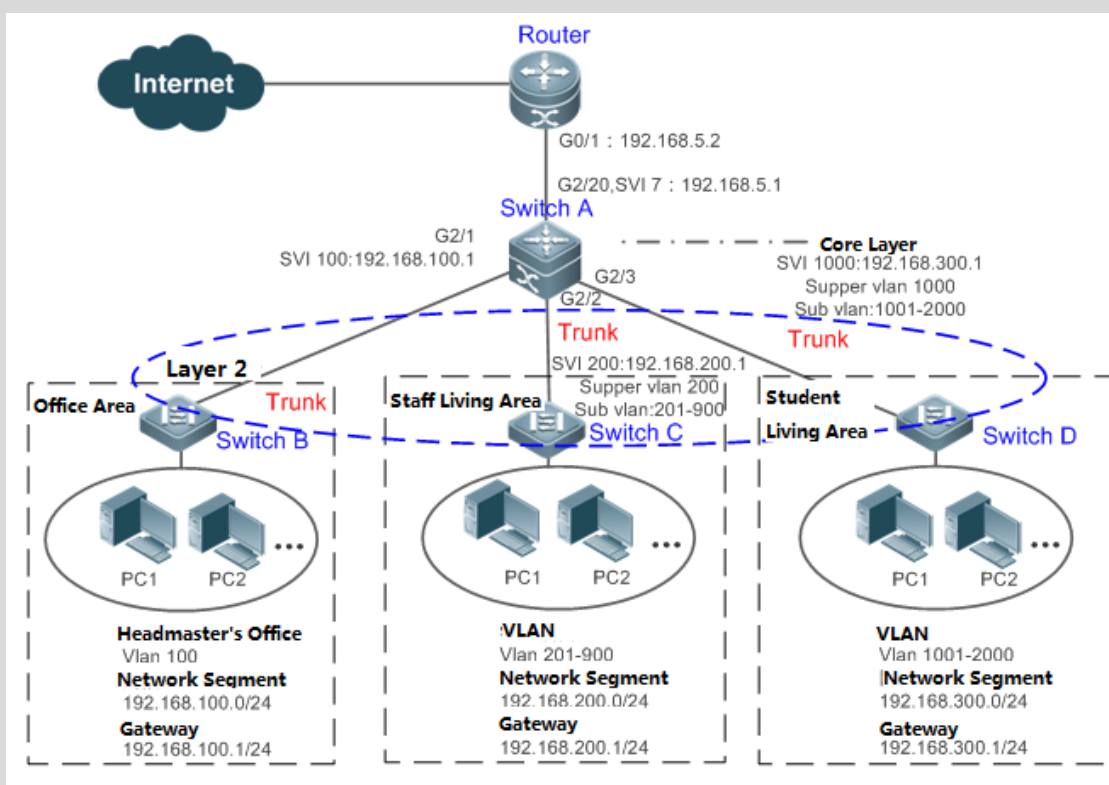 Router
Internet
G0/1：192.168.5.2
G2/20,SVI 7：192.168.5.1
Switch A
G2/1
SVI 100:192.168.100.1
Core Layer
SVI 1000:192.168.300.1
Supper vlan 1000
Sub vlan:1001-2000
G2/3
G2/2
Trunk
Trunk
Layer 2
SVI 200:192.168.200.1
Supper vlan 200
Sub vlan:201-900
Office Area
Trunk
Switch B
Staff Living Area
Switch C
Student
Living Area
Switch D
PC1
PC2
...
PC1
PC2
...
PC1
PC2
...
Headmaster's Office
Vlan 100
Network Segment
192.168.100.0/24
Gateway
192.168.100.1/24
VLAN
Vlan 201-900
Network Segment
192.168.200.0/24
Gateway
192.168.200.1/24
VLAN
Vlan 1001-2000
Network Segment
192.168.300.0/24
Gateway
192.168.300.1/24